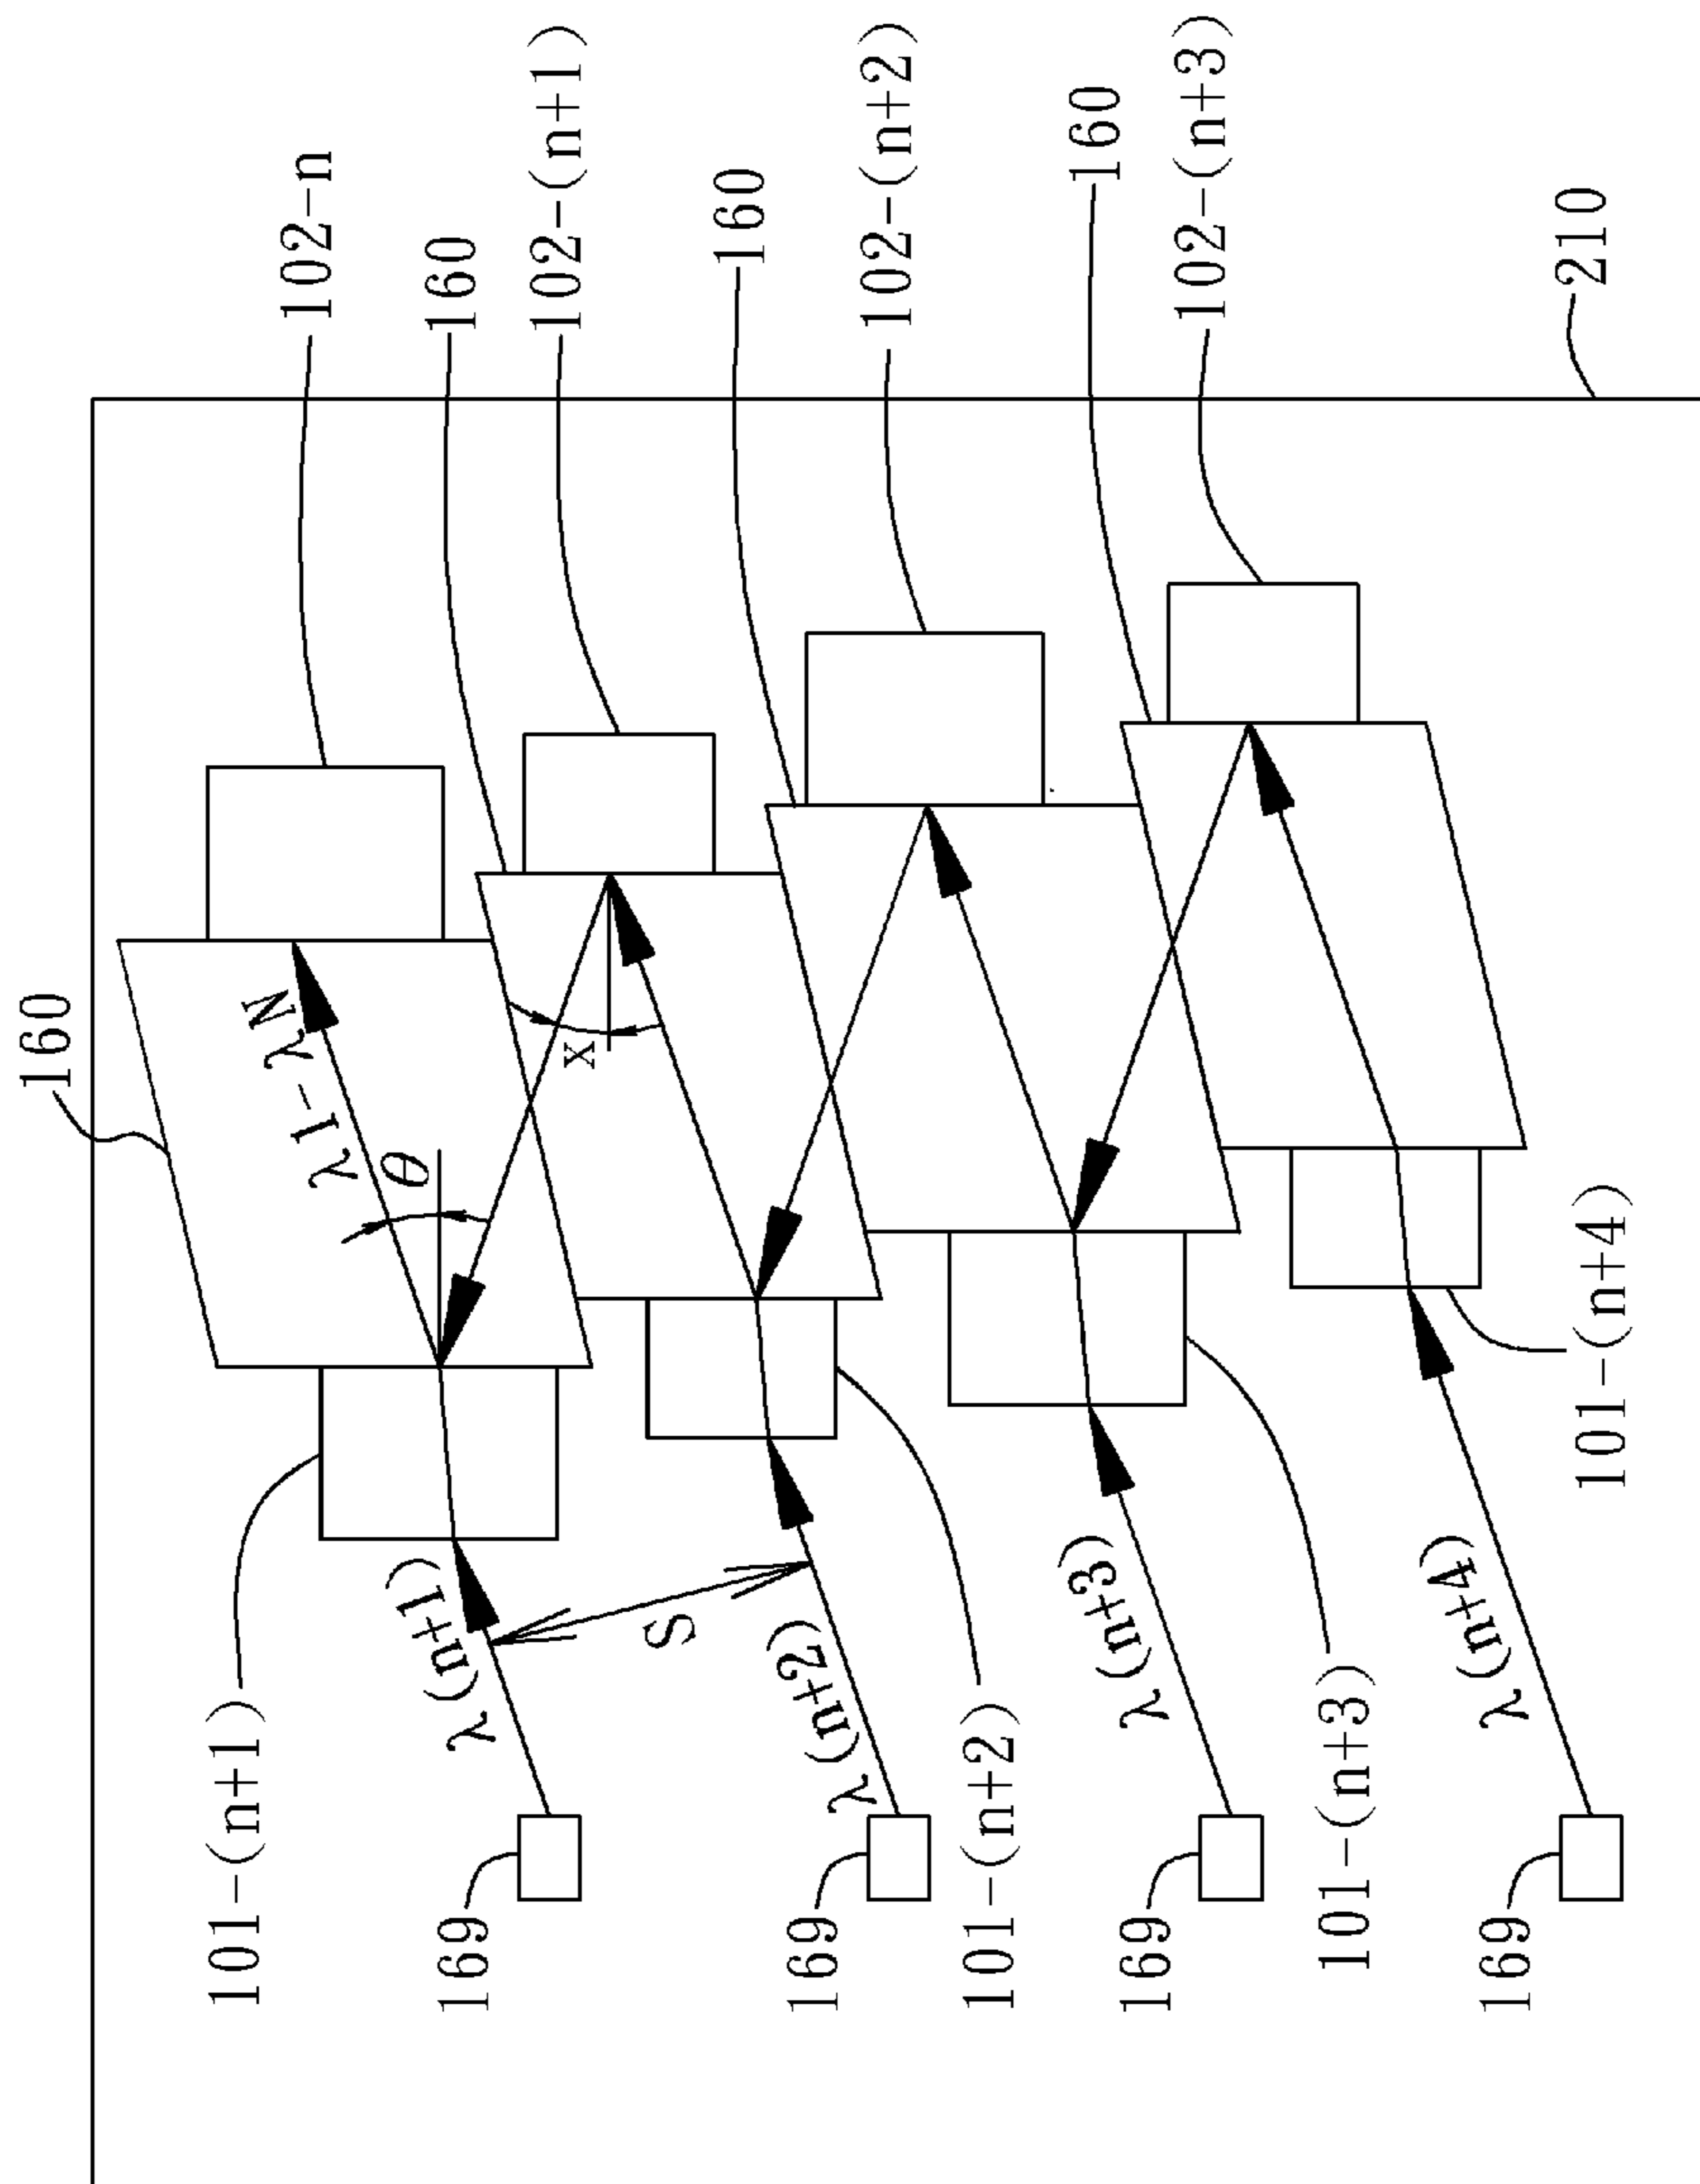 102-n
160
102-(n+1)
160
102-(n+2)
160
102-(n+3)
210
160
λ1-λN
θ
x
101-(n+1)
λ(n+1)
S
λ(n+2)
101-(n+2)
λ(n+3)
101-(n+3)
λ(n+4)
101-(n+4)
169
169
169
169